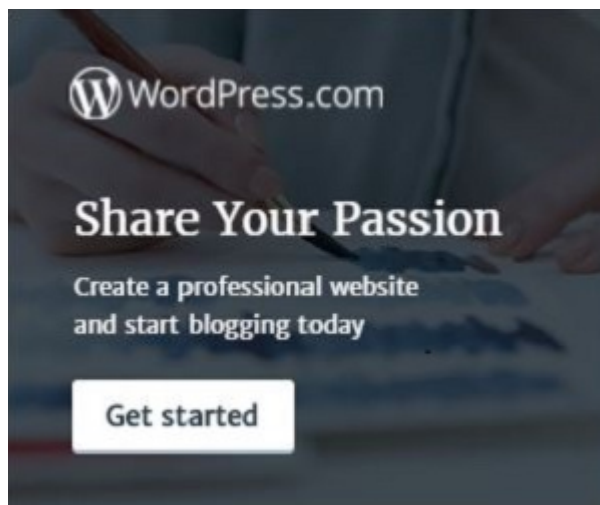 WordPress.com
Share Your Passion
Create a professional website
and start blogging today
Get started